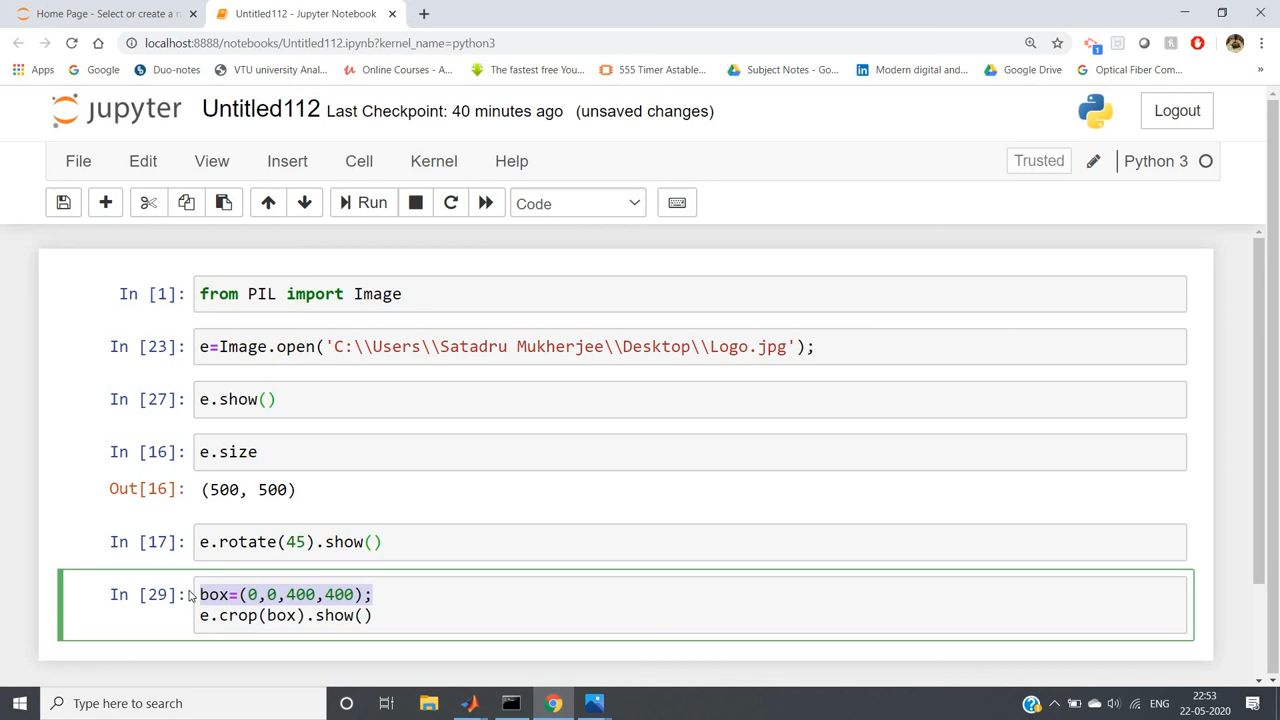 Home Page - Select or create a n
Untitled112 - Jupyter Notebook
localhost:8888/notebooks/Untitled112.ipynb?kernel_name=python3
1
Apps
Google
Duo-notes
VTU university Anal...
Online Courses - A...
The fastest free You...
555 Timer Astable...
Subject Notes - Go...
Modern digital and...
Google Drive
Optical Fiber Com...
»
jupyter
Untitled112 Last Checkpoint: 40 minutes ago (unsaved changes)
Logout
File
Edit
View
Insert
Cell
Kernel
Help
Trusted
Python 3
Run
Code
In [1]: from PIL import Image
In [23]: e=Image.open('C:\\Users\\Satadru Mukherjee\\Desktop\\Logo.jpg');
In [27]: e.show()
In [16]: e.size
Out[16]: (500, 500)
In [17]: e.rotate(45).show()
In [29]: box=(0,0,400,400);
e.crop(box).show()
Type here to search
ENG
22:53
22-05-2020